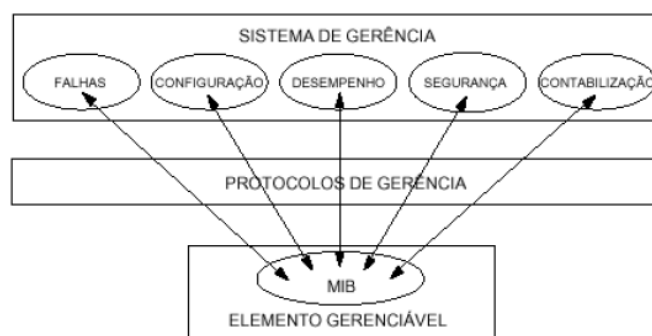 SISTEMA DE GERÊNCIA
FALHAS CONFIGURAÇÃO DESEMPENHO SEGURANÇA CONTABILIZAÇÃO
PROTOCOLOS DE GERÊNCIA
MIB
ELEMENTO GERENCIÁVEL